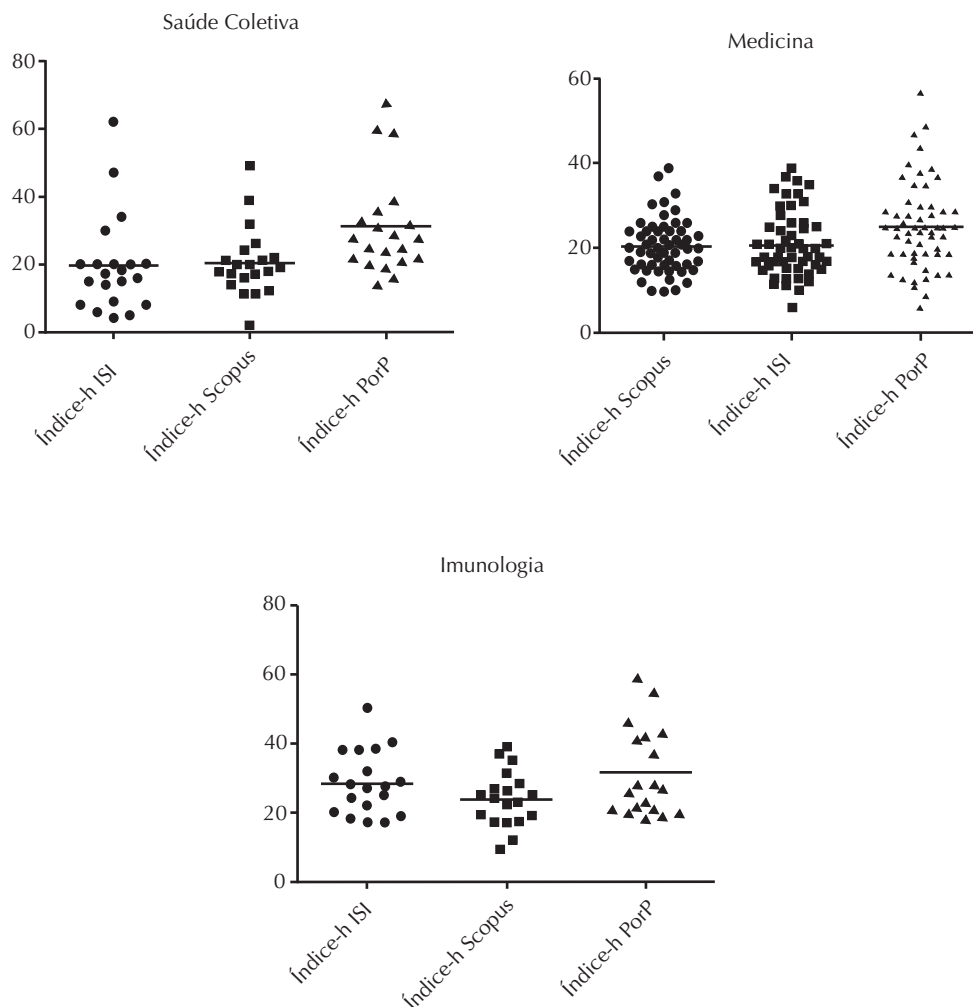 Saúde Coletiva
80
60
40
20
0
Índice-h ISI
Índice-h Scopus
Índice-h PorP
Medicina
60
40
20
0
Índice-h Scopus
Índice-h ISI
Índice-h PorP
Imunologia
80
60
40
20
0
Índice-h ISI
Índice-h Scopus
Índice-h PorP